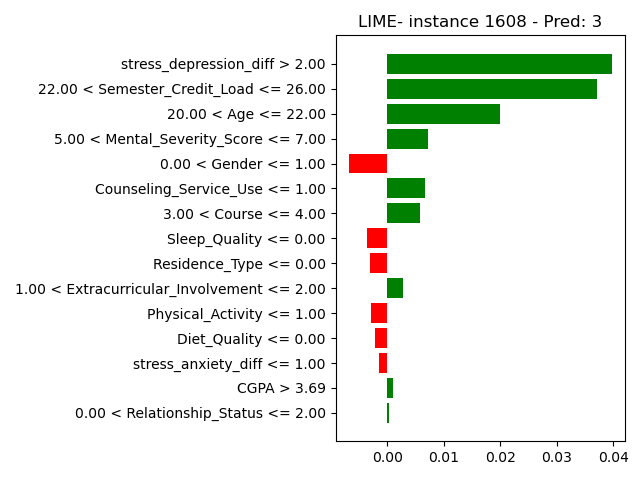 LIME- instance 1608 - Pred: 3
stress_depression_diff > 2.00
22.00 < Semester_Credit_Load <= 26.00
20.00 < Age <= 22.00
5.00 < Mental_Severity_Score <= 7.00
0.00 < Gender <= 1.00
Counseling_Service_Use <= 1.00
3.00 < Course <= 4.00
Sleep_Quality <= 0.00
Residence_Type <= 0.00
1.00 < Extracurricular_Involvement <= 2.00
Physical_Activity <= 1.00
Diet_Quality <= 0.00
stress_anxiety_diff <= 1.00
CGPA > 3.69
0.00 < Relationship_Status <= 2.00
0.00 0.01 0.02 0.03 0.04